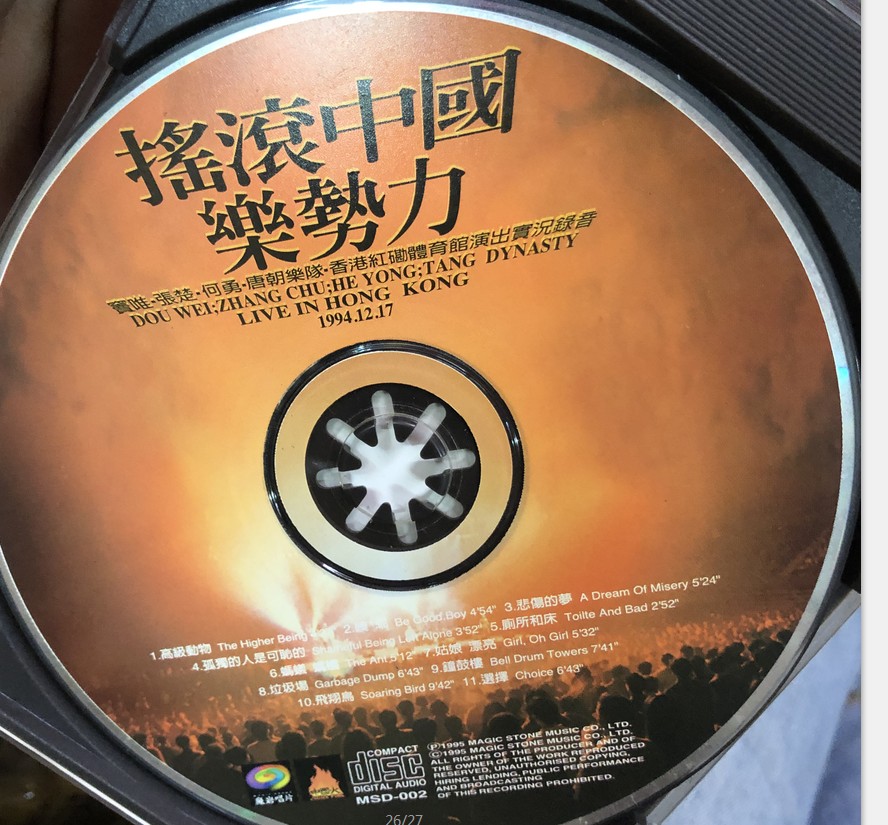 搖滾中國
樂勢力
竇唯·張楚·何勇·唐朝樂隊·香港紅磡體育館演出實況錄音
DOU WEI;ZHANG CHU;HE YONG;TANG DYNASTY
LIVE IN HONG KONG
1994.12.17
1.高級動物 The Higher Being 2. Be Good Boy 4'54" 3.悲傷的夢 A Dream Of Misery 5'24"
4.孤獨的人是可恥的 Being Left Alone 3'52" 5.廁所和床 Toilte And Bad 2'52"
6.螞蟻 The Ant 5'12" 7.姑娘 漂亮 Girl, Oh Girl 5'32"
8.垃圾場 Garbage Dump 6'43" 9.鐘鼓樓 Bell Drum Towers 7'41"
10.飛翔鳥 Soaring Bird 9'42" 11.選擇 Choice 6'43"
魔岩唱片
COMPACT
disc
DIGITAL AUDIO
MSD-002
Ⓟ1995 MAGIC STONE MUSIC CO., LTD.
©1995 MAGIC STONE MUSIC CO., LTD.
ALL RIGHTS OF THE PRODUCER AND OF
THE OWNER OF THE WORK REPRODUCED
RESERVED, UNAUTHORISED COPYING,
HIRING LENDING, PUBLIC PERFORMANCE
AND BROADCASTING
OF THIS RECORDING PROHIBITED.
26/27